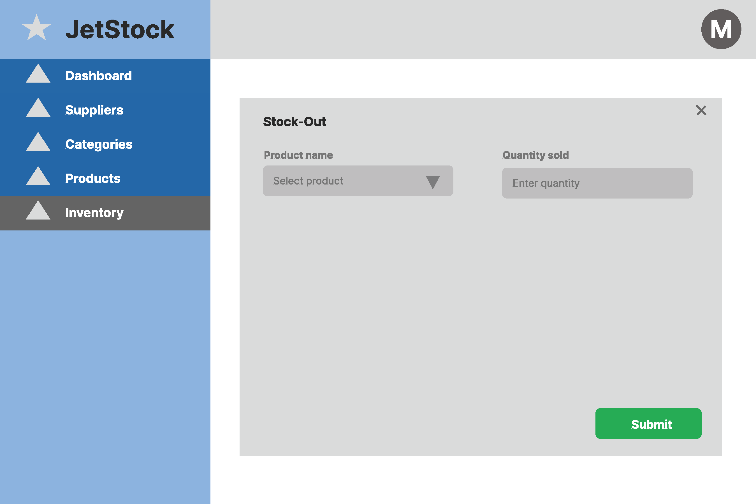 JetStock
M
Dashboard
Suppliers
Categories
Products
Inventory
Stock-Out
Product name
Quantity sold
Select product
Enter quantity
Submit